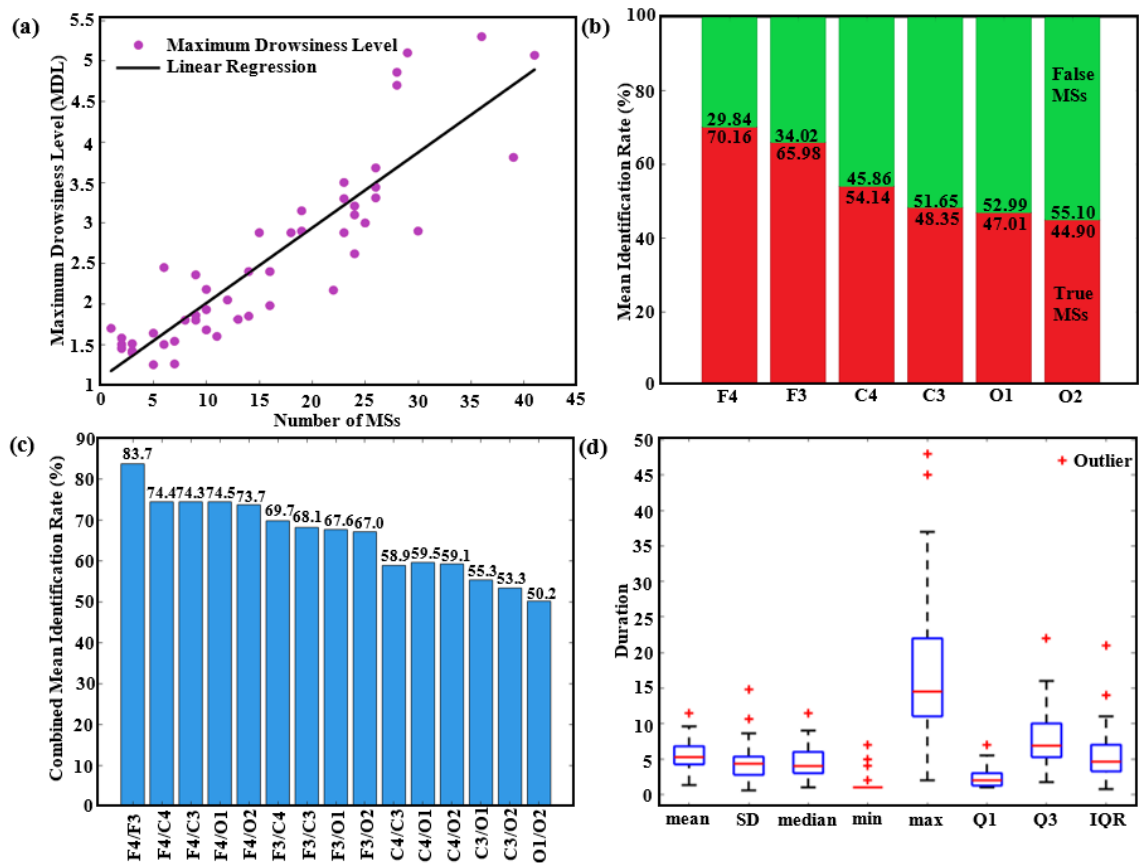 (a)
Maximum Drowsiness Level (MDL)
5.5
5
4.5
4
3.5
3
2.5
2
1.5
1
Maximum Drowsiness Level
Linear Regression
0 5 10 15 20 25 30 35 40 45
Number of MSs
(b)
Mean Identification Rate (%)
100
80
60
40
20
0
False
MSs
29.84
70.16
34.02
65.98
45.86
54.14
51.65
48.35
52.99
47.01
55.10
44.90
True
MSs
F4 F3 C4 C3 O1 O2
(c)
Combined Mean Identification Rate (%)
90
80
70
60
50
40
30
20
10
0
83.7
74.4
74.3
74.5
73.7
69.7
68.1
67.6
67.0
58.9
59.5
59.1
55.3
53.3
50.2
F4/F3
F4/C4
F4/C3
F4/O1
F4/O2
F3/C4
F3/C3
F3/O1
F3/O2
C4/C3
C4/O1
C4/O2
C3/O1
C3/O2
O1/O2
(d)
Duration
50
45
40
35
30
25
20
15
10
5
0
Outlier
mean SD median min max Q1 Q3 IQR